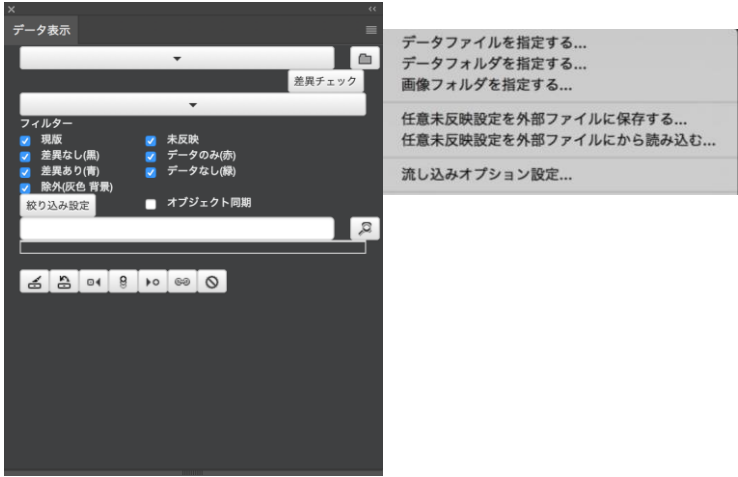 データ表示
差異チェック
フィルター
現版
未反映
差異なし(黒)
データのみ(赤)
差異あり(青)
データなし(緑)
除外(灰色 背景)
絞り込み設定
オブジェクト同期
データファイルを指定する...
データフォルダを指定する...
画像フォルダを指定する...
任意未反映設定を外部ファイルに保存する...
任意未反映設定を外部ファイルにから読み込む...
流し込みオプション設定...